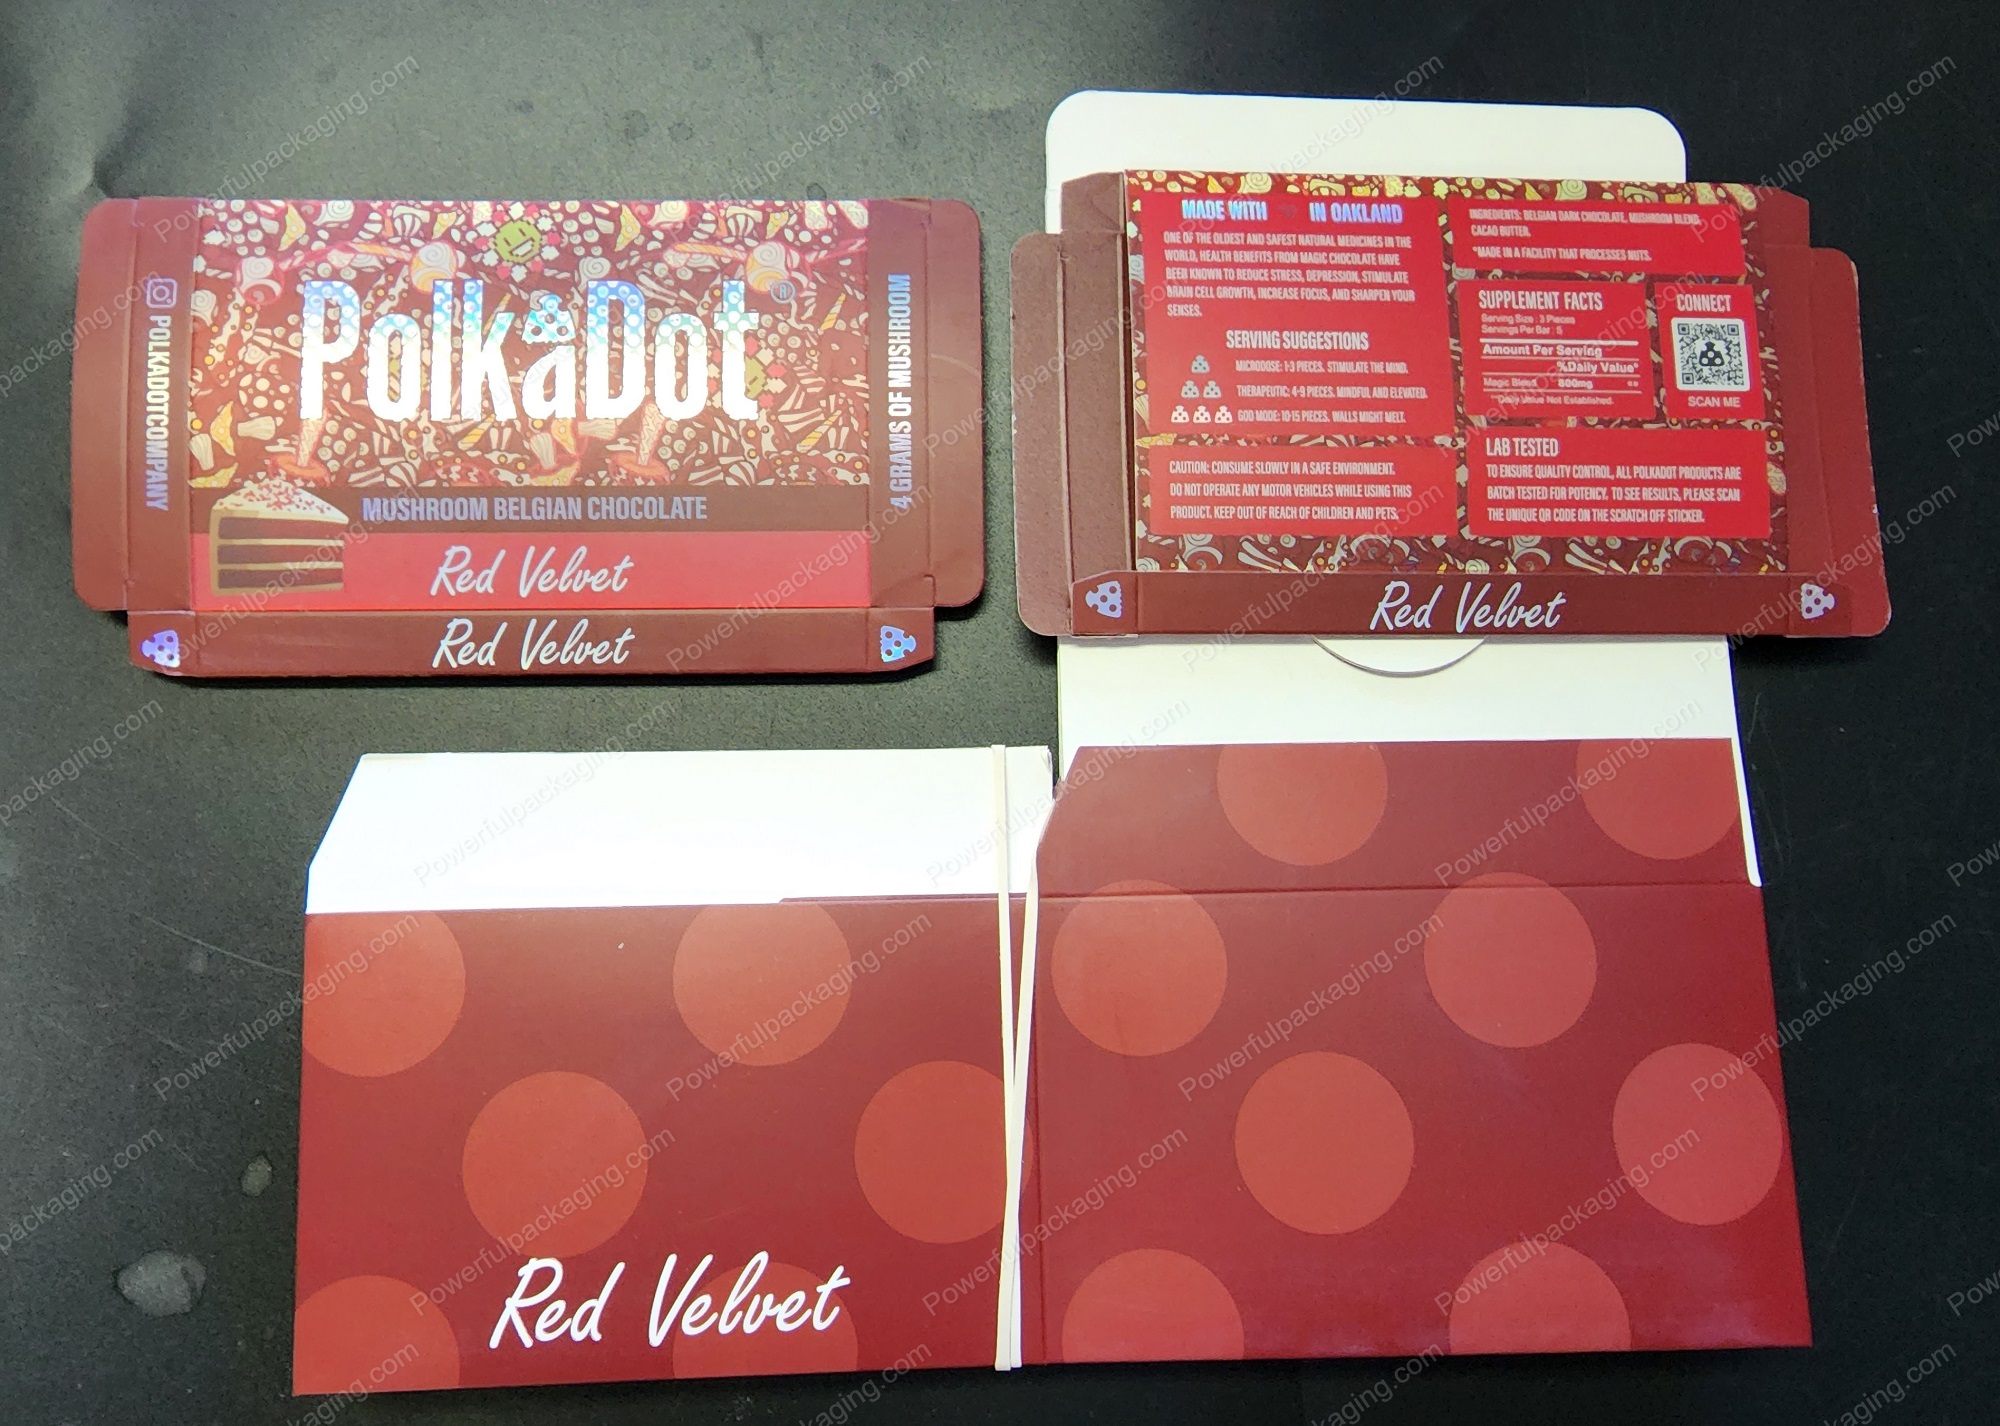 PolkaDot®
MUSHROOM BELGIAN CHOCOLATE
Red Velvet
Red Velvet
POLKADOTCOMPANY
4 GRAMS OF MUSHROOM
MADE WITH IN OAKLAND
ONE OF THE OLDEST AND SAFEST NATURAL MEDICINES IN THE
WORLD, HEALTH BENEFITS FROM MAGIC CHOCOLATE HAVE
BEEN KNOWN TO REDUCE STRESS, DEPRESSION, STIMULATE
BRAIN CELL GROWTH, INCREASE FOCUS, AND SHARPEN YOUR
SENSES.
SERVING SUGGESTIONS
MICRODOSE: 1-3 PIECES. STIMULATE THE MIND.
THERAPEUTIC: 4-9 PIECES. MINDFUL AND ELEVATED.
GOD MODE: 10-15 PIECES. WALLS MIGHT MELT.
CAUTION: CONSUME SLOWLY IN A SAFE ENVIRONMENT.
DO NOT OPERATE ANY MOTOR VEHICLES WHILE USING THIS
PRODUCT. KEEP OUT OF REACH OF CHILDREN AND PETS.
INGREDIENTS: BELGIAN DARK CHOCOLATE, MUSHROOM BLEND,
CACAO BUTTER.
*MADE IN A FACILITY THAT PROCESSES NUTS.
SUPPLEMENT FACTS
Serving Size : 3 Pieces
Servings Per Bar : 5
Amount Per Serving
%Daily Value*
Magic Blend 800mg **
**Daily Value Not Established.
CONNECT
SCAN ME
LAB TESTED
TO ENSURE QUALITY CONTROL, ALL POLKADOT PRODUCTS ARE
BATCH TESTED FOR POTENCY. TO SEE RESULTS, PLEASE SCAN
THE UNIQUE QR CODE ON THE SCRATCH OFF STICKER.
Red Velvet
Red Velvet
Powerfulpackaging.com